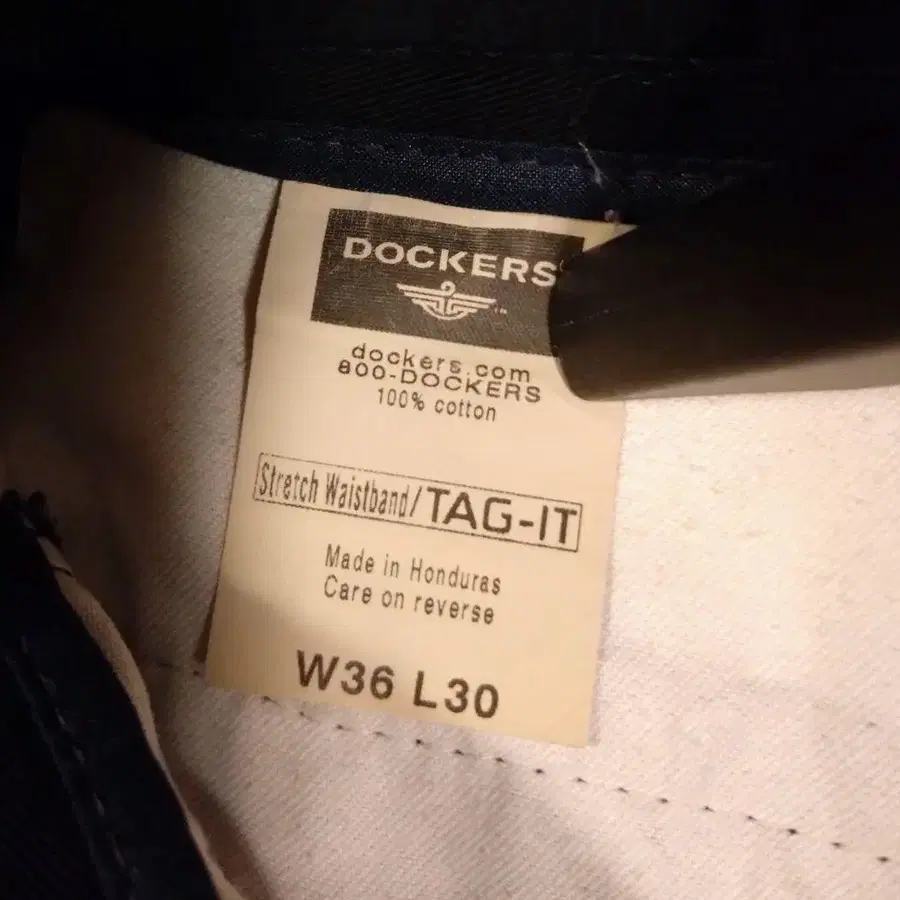 DOCKERS
™
dockers.com
800-DOCKERS
100% cotton
Stretch Waistband/TAG-IT
Made in Honduras
Care on reverse
W36 L30